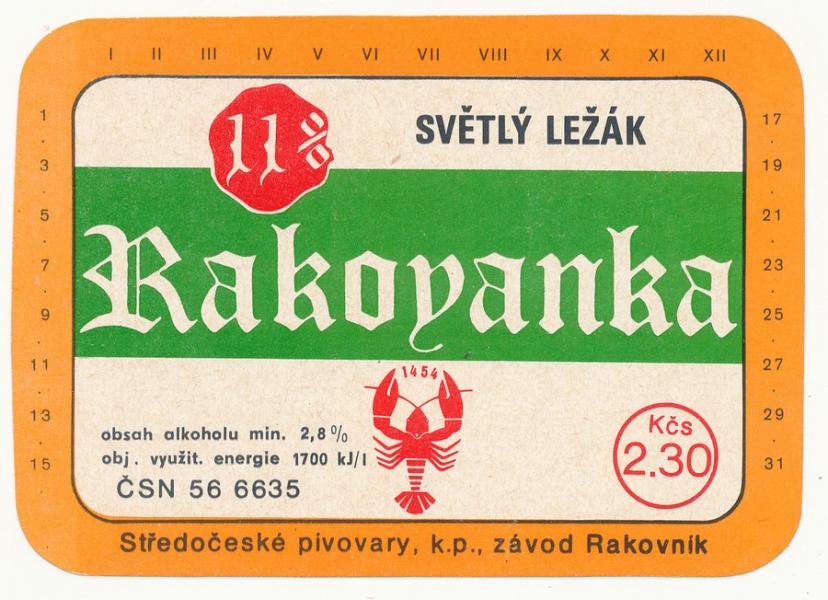 I II III IV V VI VII VIII IX X XI XII
11%
SVĚTLÝ LEŽÁK
Rakovanka
1454
obsah alkoholu min. 2,8%
obj. využit. energie 1700 kJ/l
ČSN 56 6635
Kčs
2.30
1
3
5
7
9
11
13
15
17
19
21
23
25
27
29
31
Středočeské pivovary, k.p., závod Rakovník